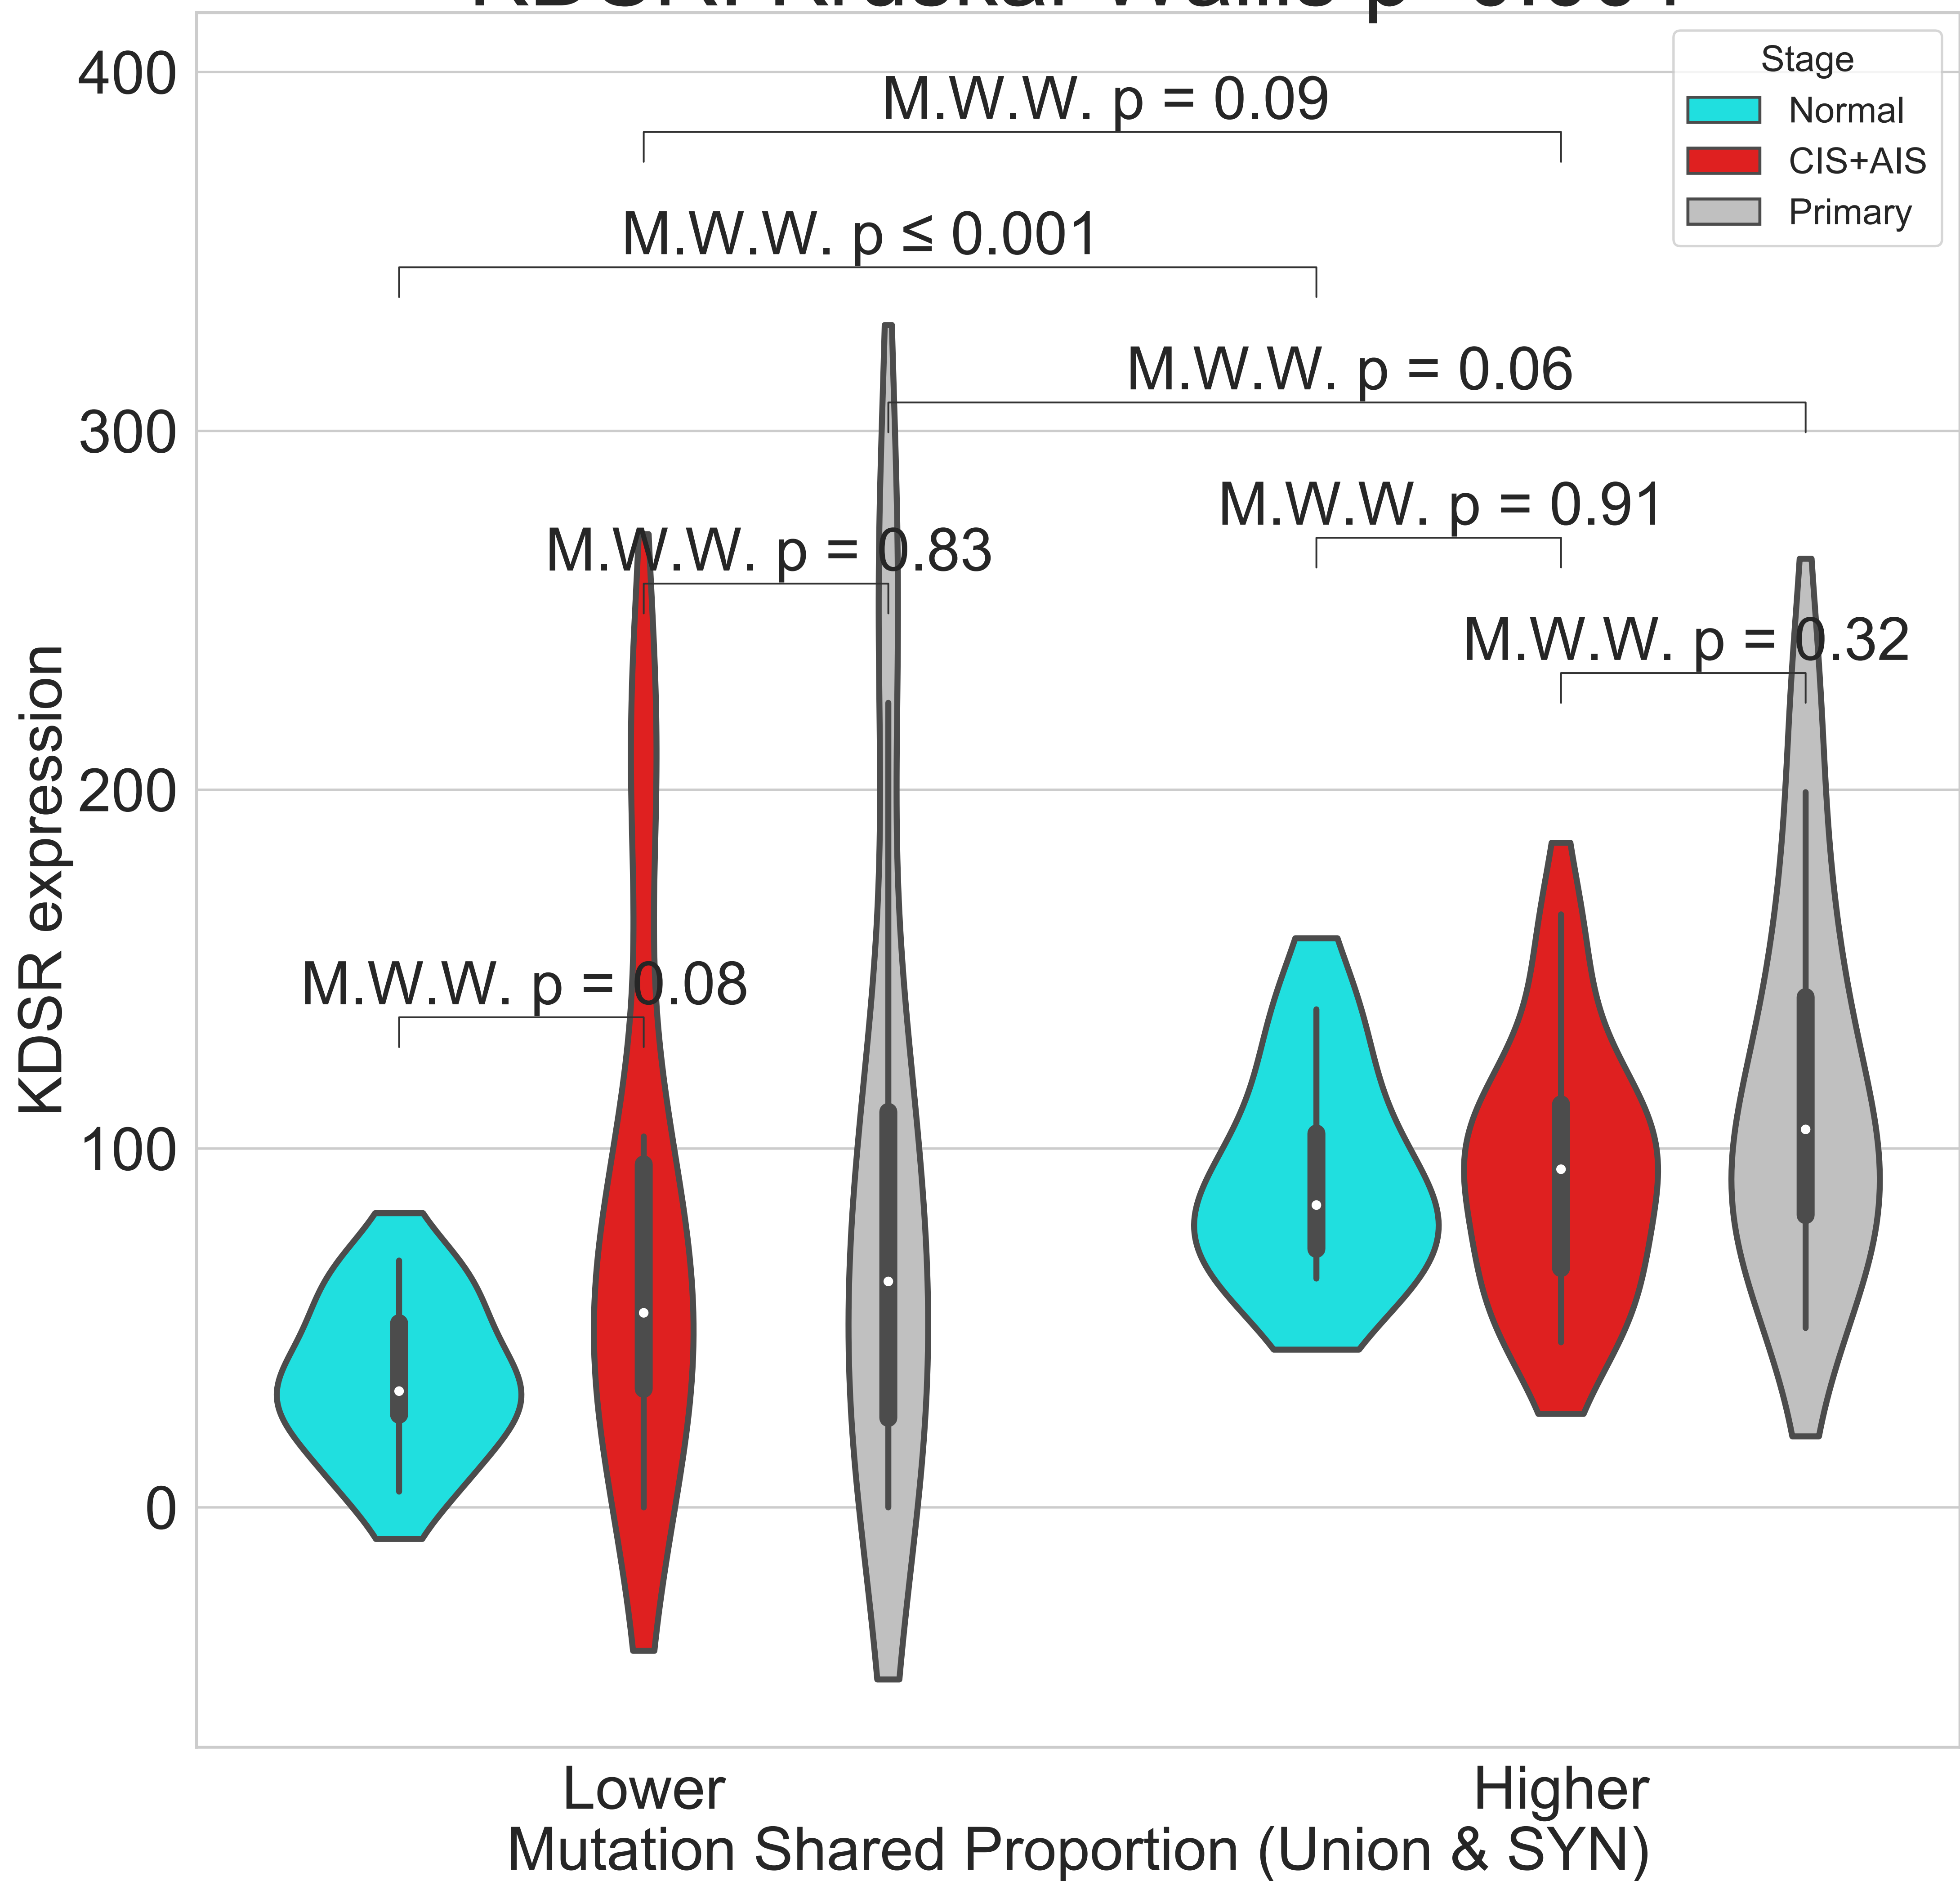 400
M.W.W. p = 0.09
Stage
Normal
CIS+AIS
Primary
M.W.W. p ≤ 0.001
M.W.W. p = 0.06
300
M.W.W. p = 0.91
M.W.W. p = 0.83
M.W.W. p = 0.32
200
KDSR expression
M.W.W. p = 0.08
100
0
Lower
Higher
Mutation Shared Proportion (Union & SYN)